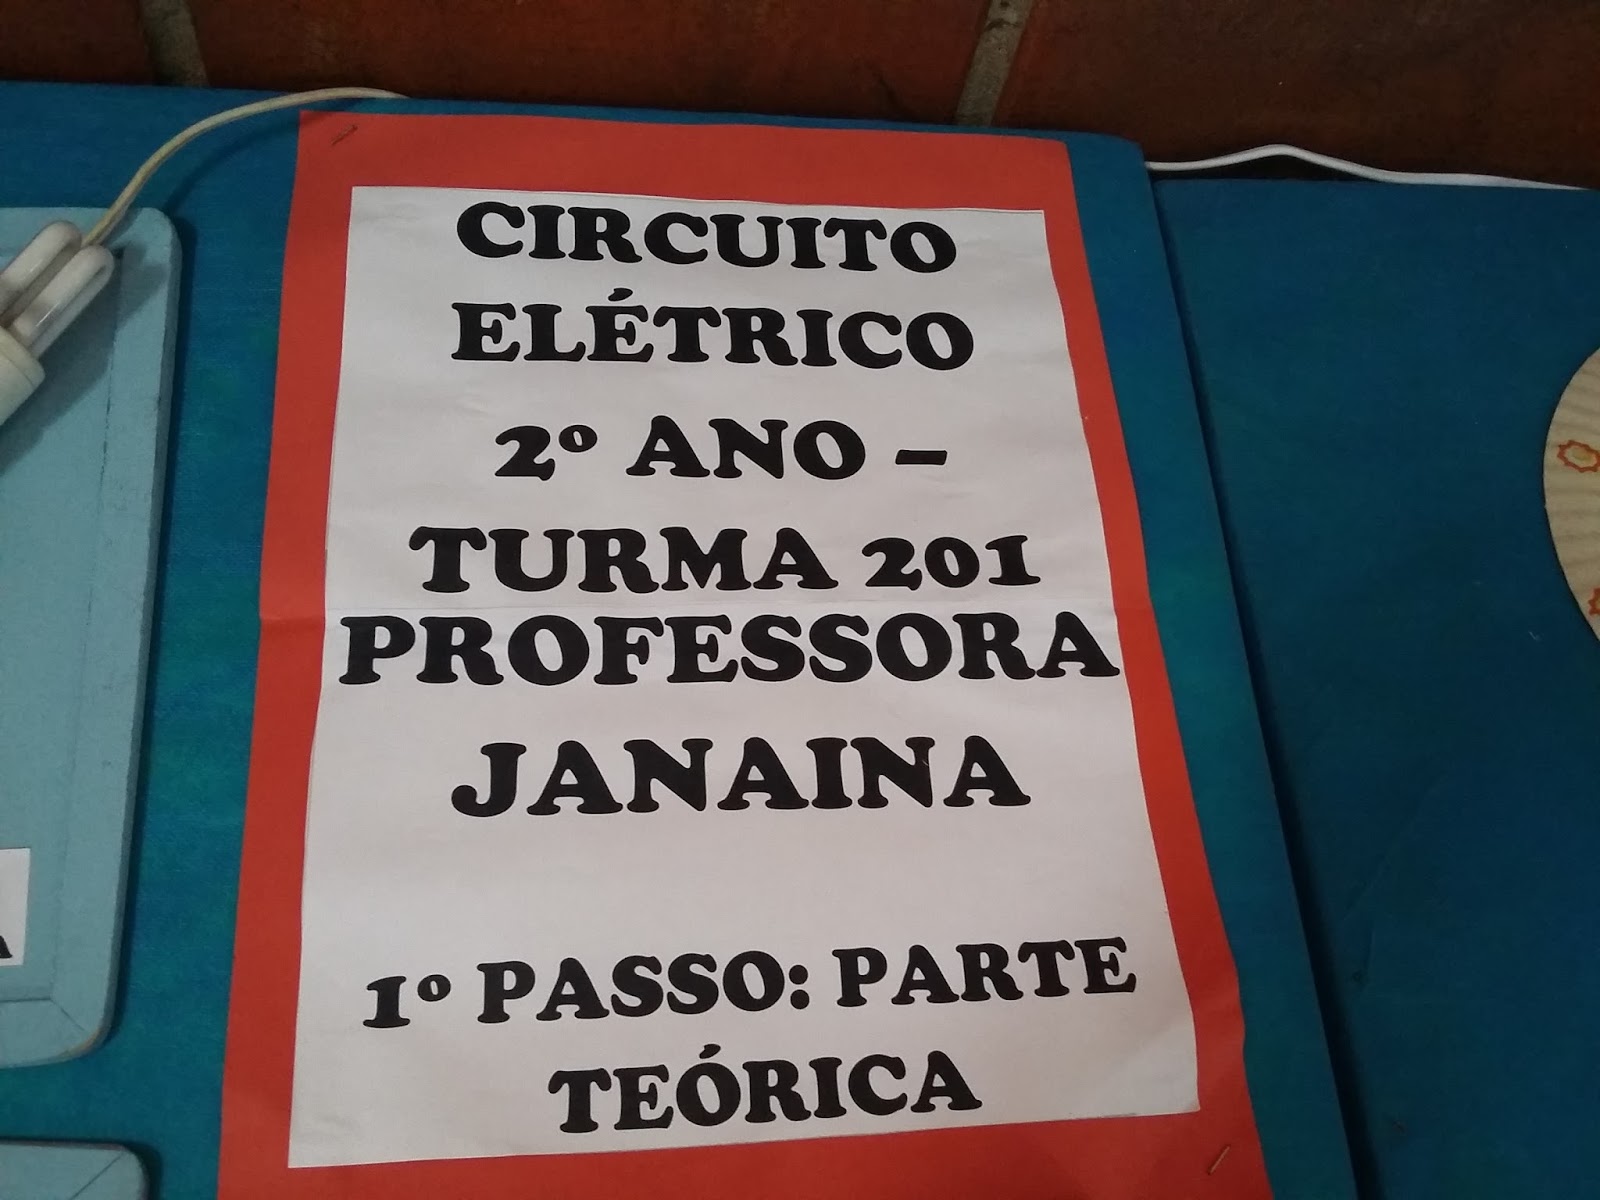 CIRCUITO
ELÉTRICO
2º ANO –
TURMA 201
PROFESSORA
JANAINA
1º PASSO: PARTE
TEÓRICA